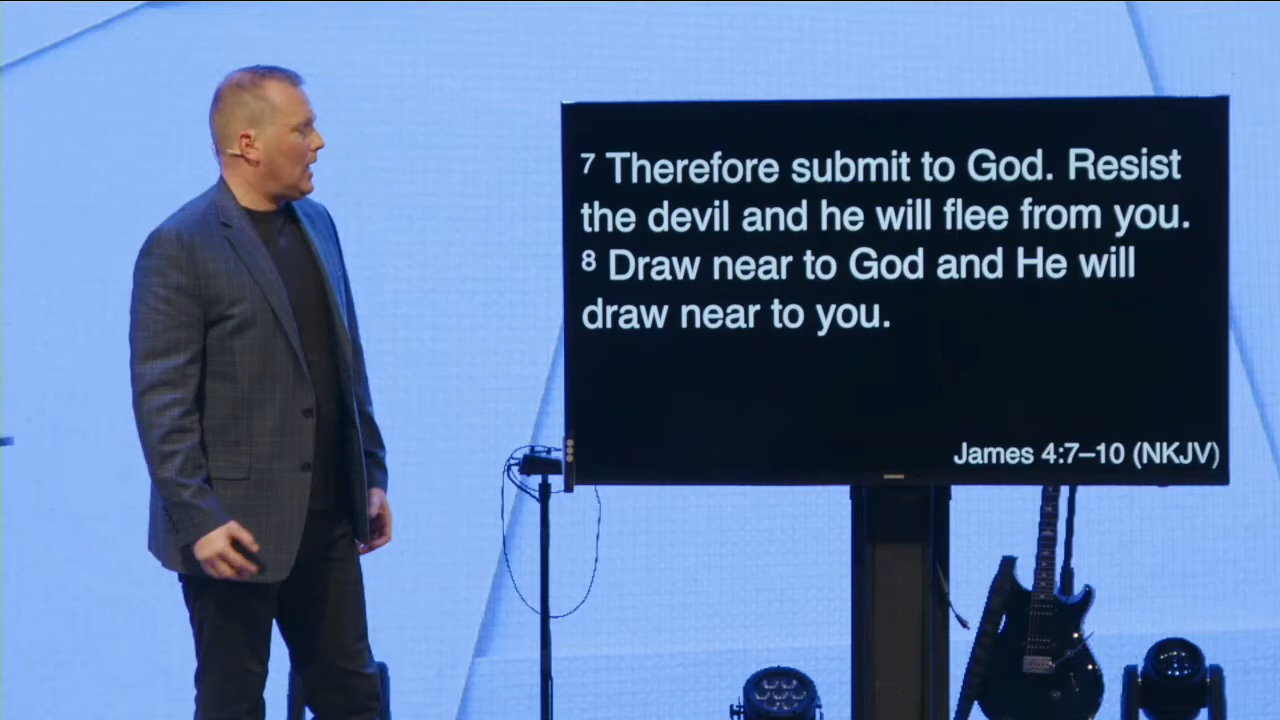 7 Therefore submit to God. Resist
the devil and he will flee from you.
8 Draw near to God and He will
draw near to you.
James 4:7–10 (NKJV)